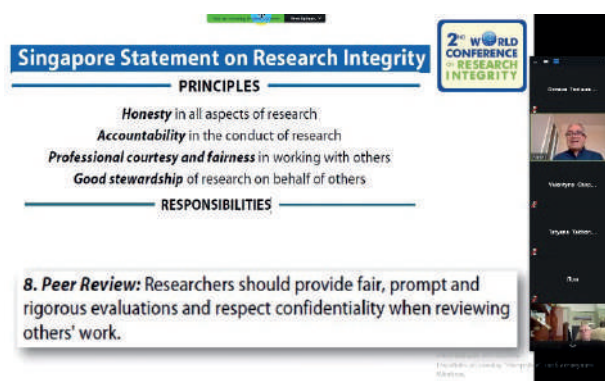 2ND WORLD
CONFERENCE
ON RESEARCH
INTEGRITY
Singapore Statement on Research Integrity
PRINCIPLES
Honesty in all aspects of research
Accountability in the conduct of research
Professional courtesy and fairness in working with others
Good stewardship of research on behalf of others
RESPONSIBILITIES
8. Peer Review: Researchers should provide fair, prompt and
rigorous evaluations and respect confidentiality when reviewing
others' work.